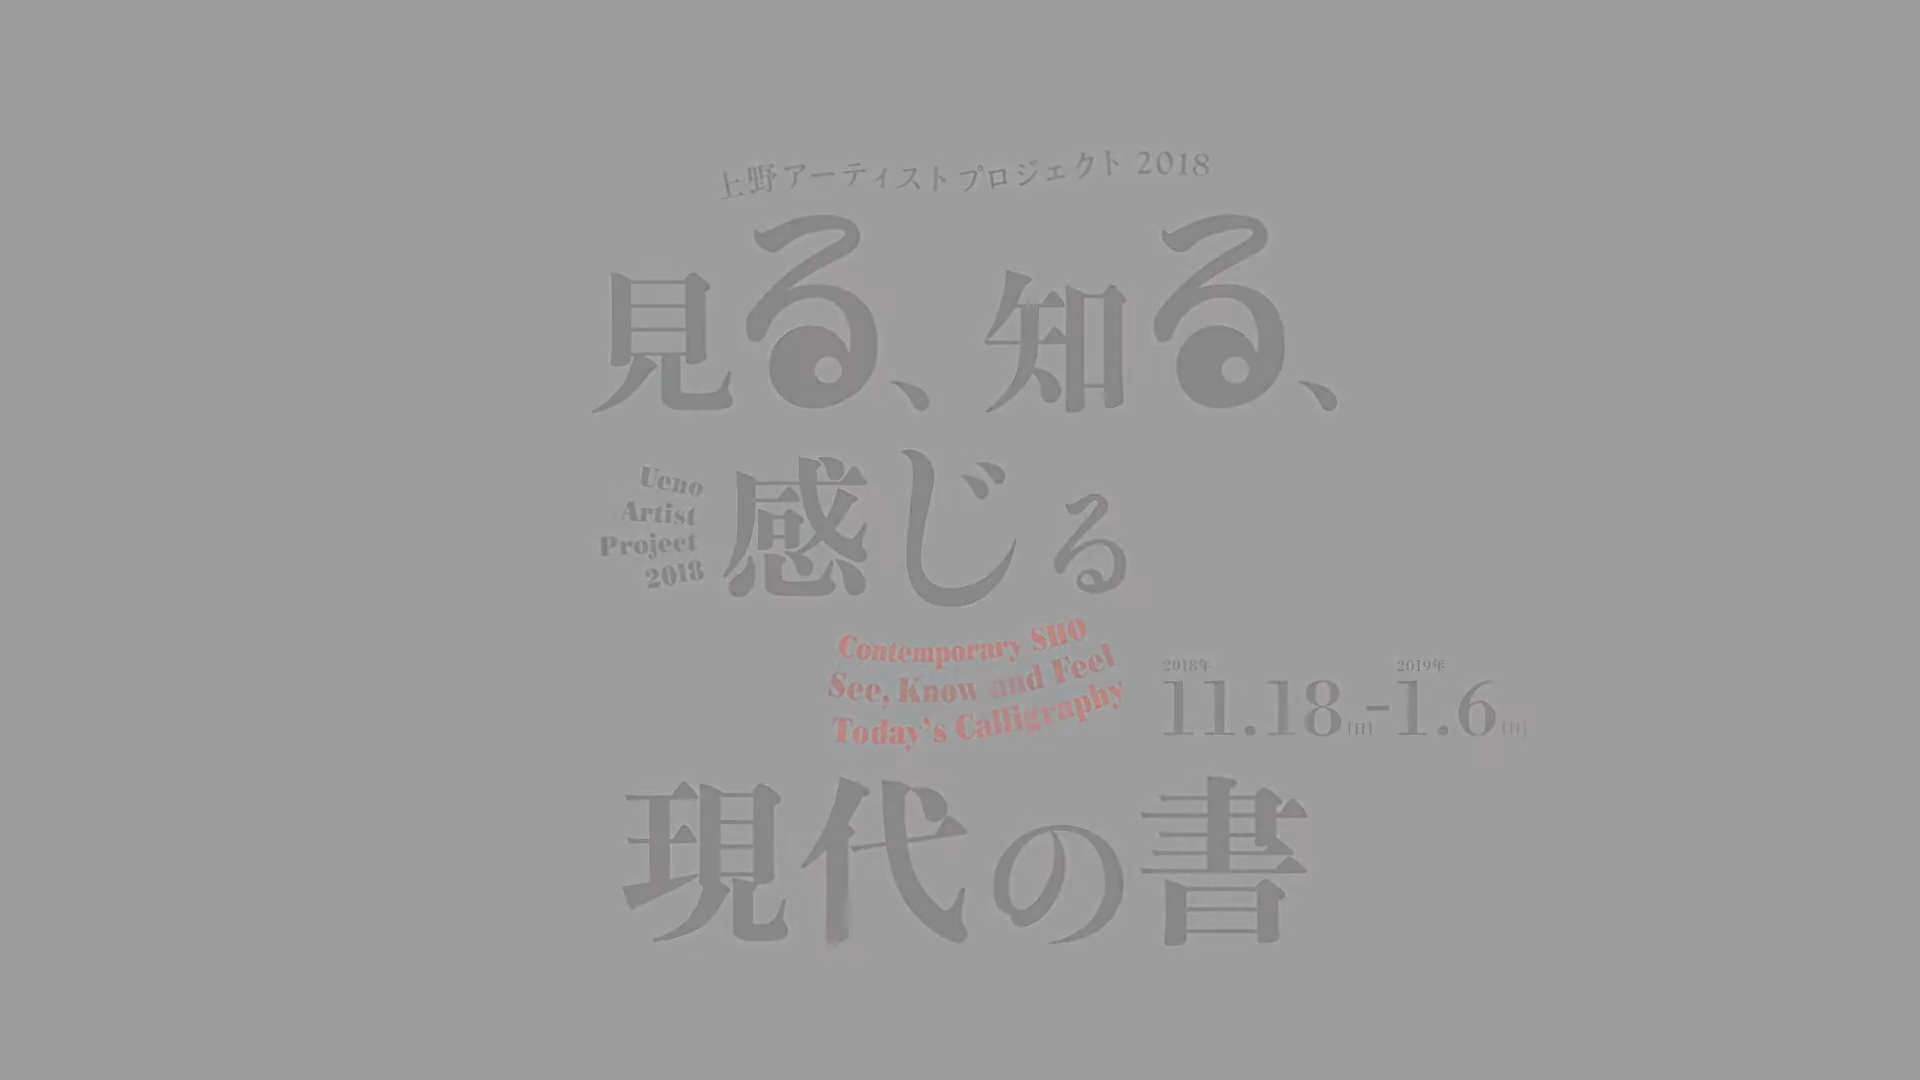 上野アーティストプロジェクト 2018
見る、知る、
感じる
Ueno
Artist
Project
2018
Contemporary SHO
See, Know and Feel
Today's Calligraphy
2018年 2019年
11.18[日]-1.6[日]
現代の書